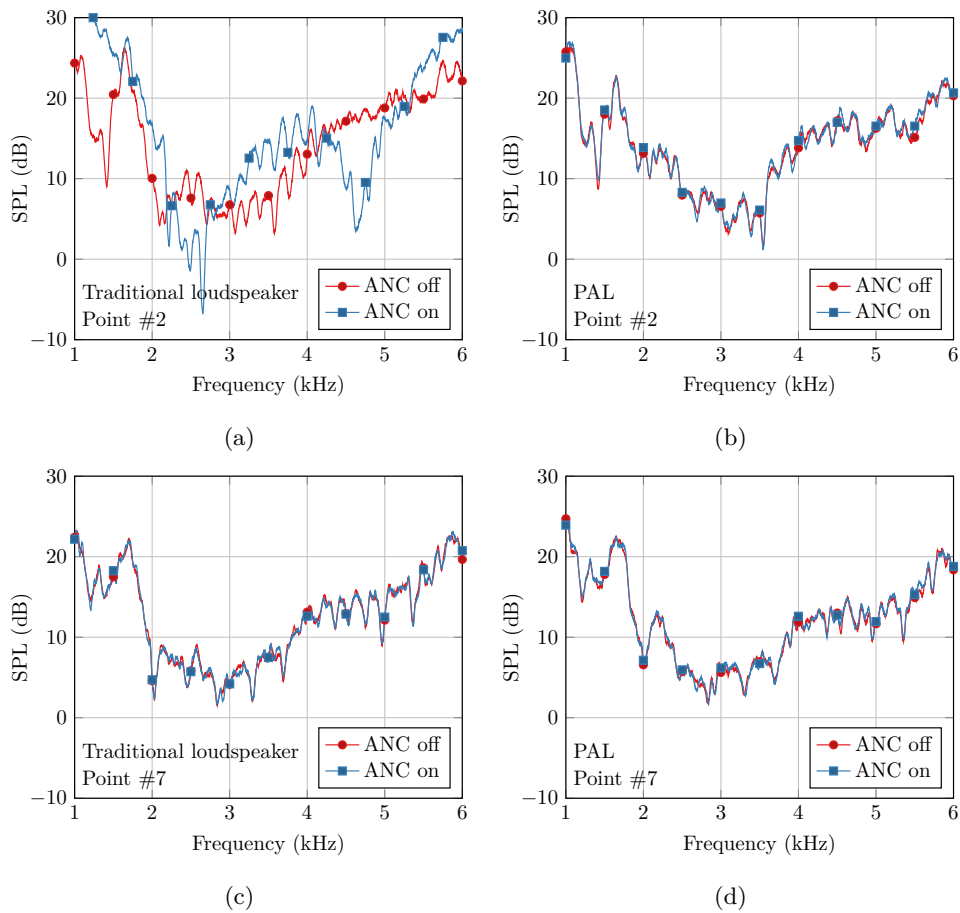 30
20
10
0
−10
SPL (dB)
Traditional loudspeaker
Point #2
ANC off
ANC on
1 2 3 4 5 6
Frequency (kHz)
(a)
30
20
10
0
−10
SPL (dB)
PAL
Point #2
ANC off
ANC on
1 2 3 4 5 6
Frequency (kHz)
(b)
30
20
10
0
−10
SPL (dB)
Traditional loudspeaker
Point #7
ANC off
ANC on
1 2 3 4 5 6
Frequency (kHz)
(c)
30
20
10
0
−10
SPL (dB)
PAL
Point #7
ANC off
ANC on
1 2 3 4 5 6
Frequency (kHz)
(d)